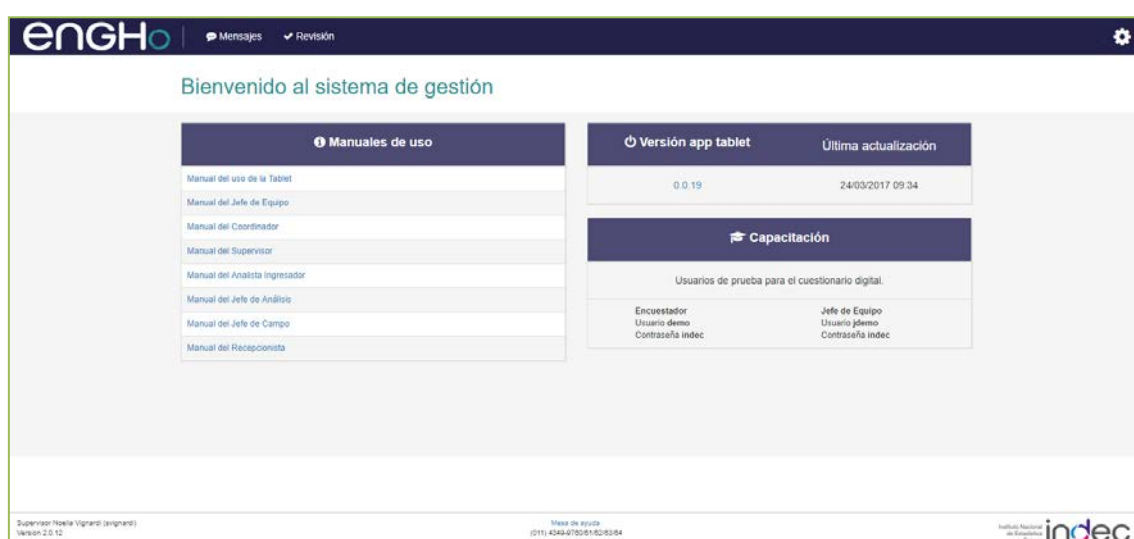 enGHo
Mensajes
Revisión
Bienvenido al sistema de gestión
Manuales de uso
Manual del uso de la Tablet
Manual del Jefe de Equipo
Manual del Coordinador
Manual del Supervisor
Manual del Analista Ingresador
Manual del Jefe de Análisis
Manual del Jefe de Campo
Manual del Recepcionista
Versión app tablet Última actualización
0.0.19 24/03/2017 09:34
Capacitación
Usuarios de prueba para el cuestionario digital.
Encuestador
Usuario demo
Contraseña indec
Jefe de Equipo
Usuario jdemo
Contraseña indec
Supervisor Noelia Vignardi (svignardi)
Version 2.0.12
Mesa de ayuda
(011) 4349-9760/61/62/63/64
Instituto Nacional
de Estadística
indec